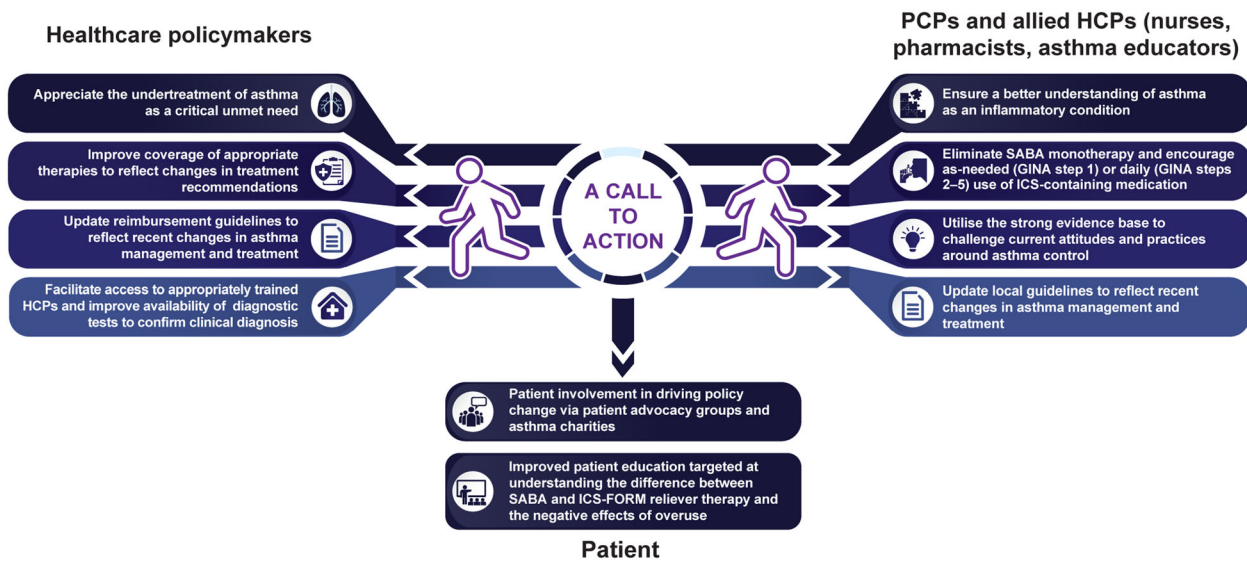 Healthcare policymakers
Appreciate the undertreatment of asthma
as a critical unmet need
Improve coverage of appropriate
therapies to reflect changes in treatment
recommendations
Update reimbursement guidelines to
reflect recent changes in asthma
management and treatment
Facilitate access to appropriately trained
HCPs and improve availability of diagnostic
tests to confirm clinical diagnosis
A CALL
TO
ACTION
PCPs and allied HCPs (nurses,
pharmacists, asthma educators)
Ensure a better understanding of asthma
as an inflammatory condition
Eliminate SABA monotherapy and encourage
as-needed (GINA step 1) or daily (GINA steps
2–5) use of ICS-containing medication
Utilise the strong evidence base to
challenge current attitudes and practices
around asthma control
Update local guidelines to reflect recent
changes in asthma management and
treatment
Patient involvement in driving policy
change via patient advocacy groups and
asthma charities
Improved patient education targeted at
understanding the difference between
SABA and ICS-FORM reliever therapy and
the negative effects of overuse
Patient